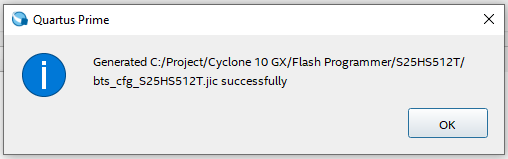 Quartus Prime
Generated C:/Project/Cyclone 10 GX/Flash Programmer/S25HS512T/
bts_cfg_S25HS512T.jic successfully
OK